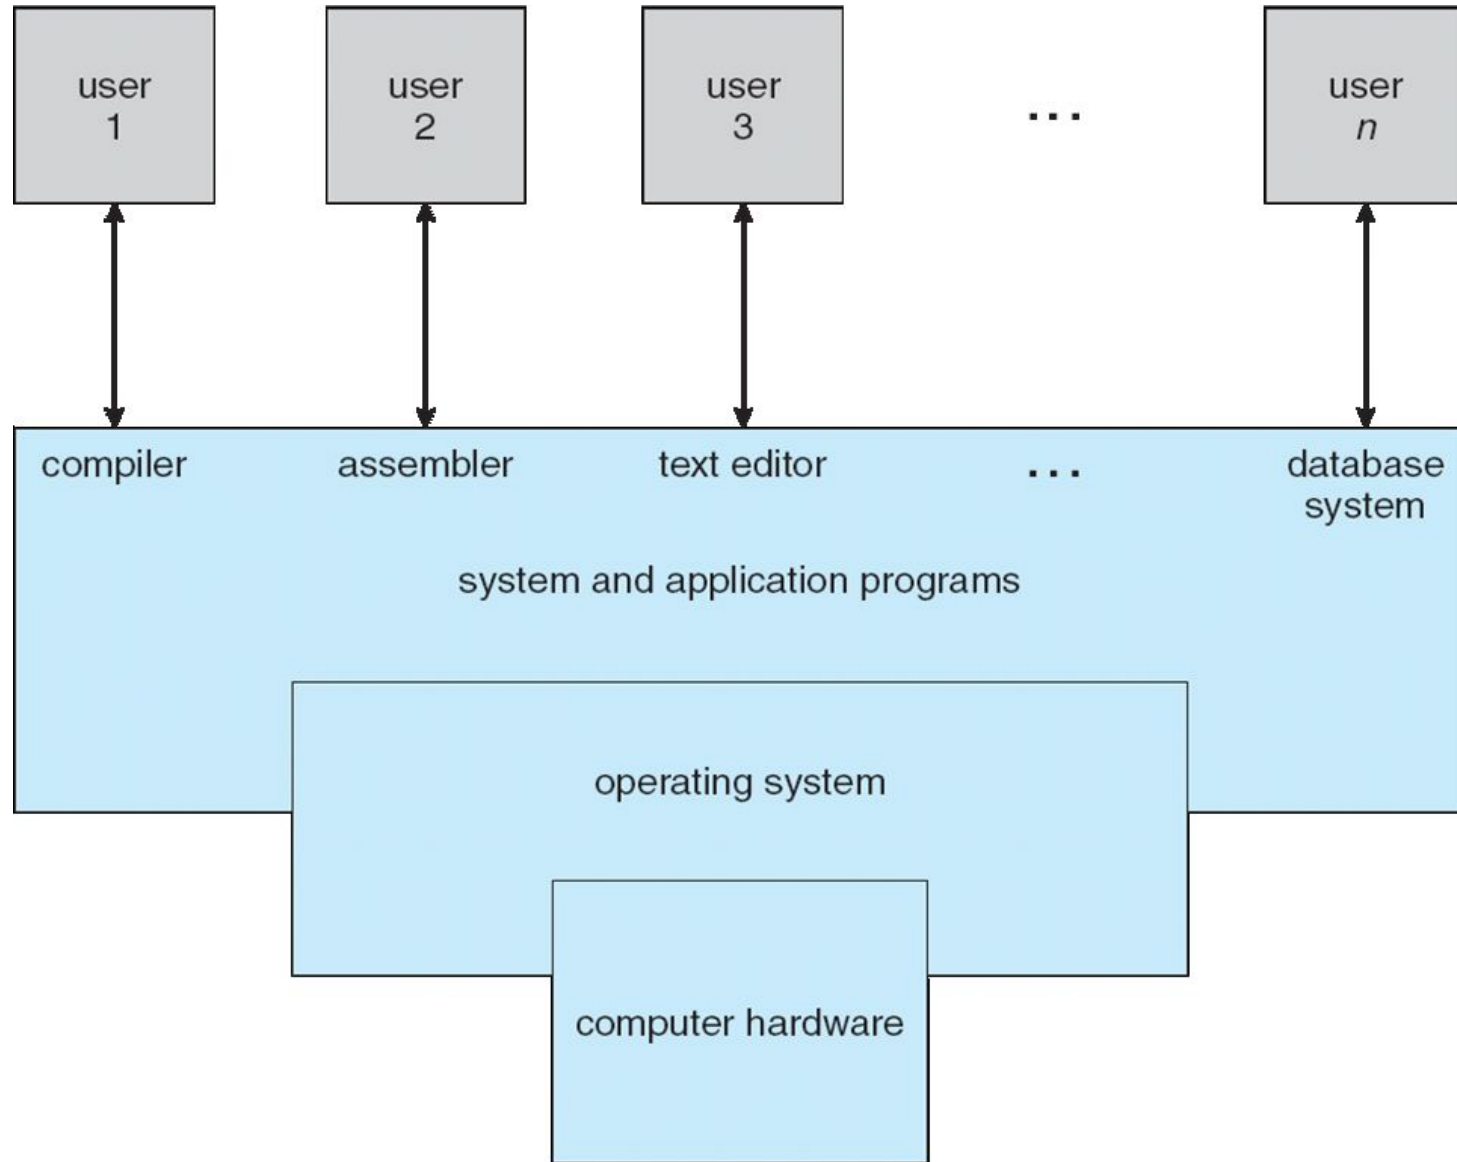 user
1
user
2
user
3
...
user
n
compiler
assembler
text editor
...
database
system
system and application programs
operating system
computer hardware